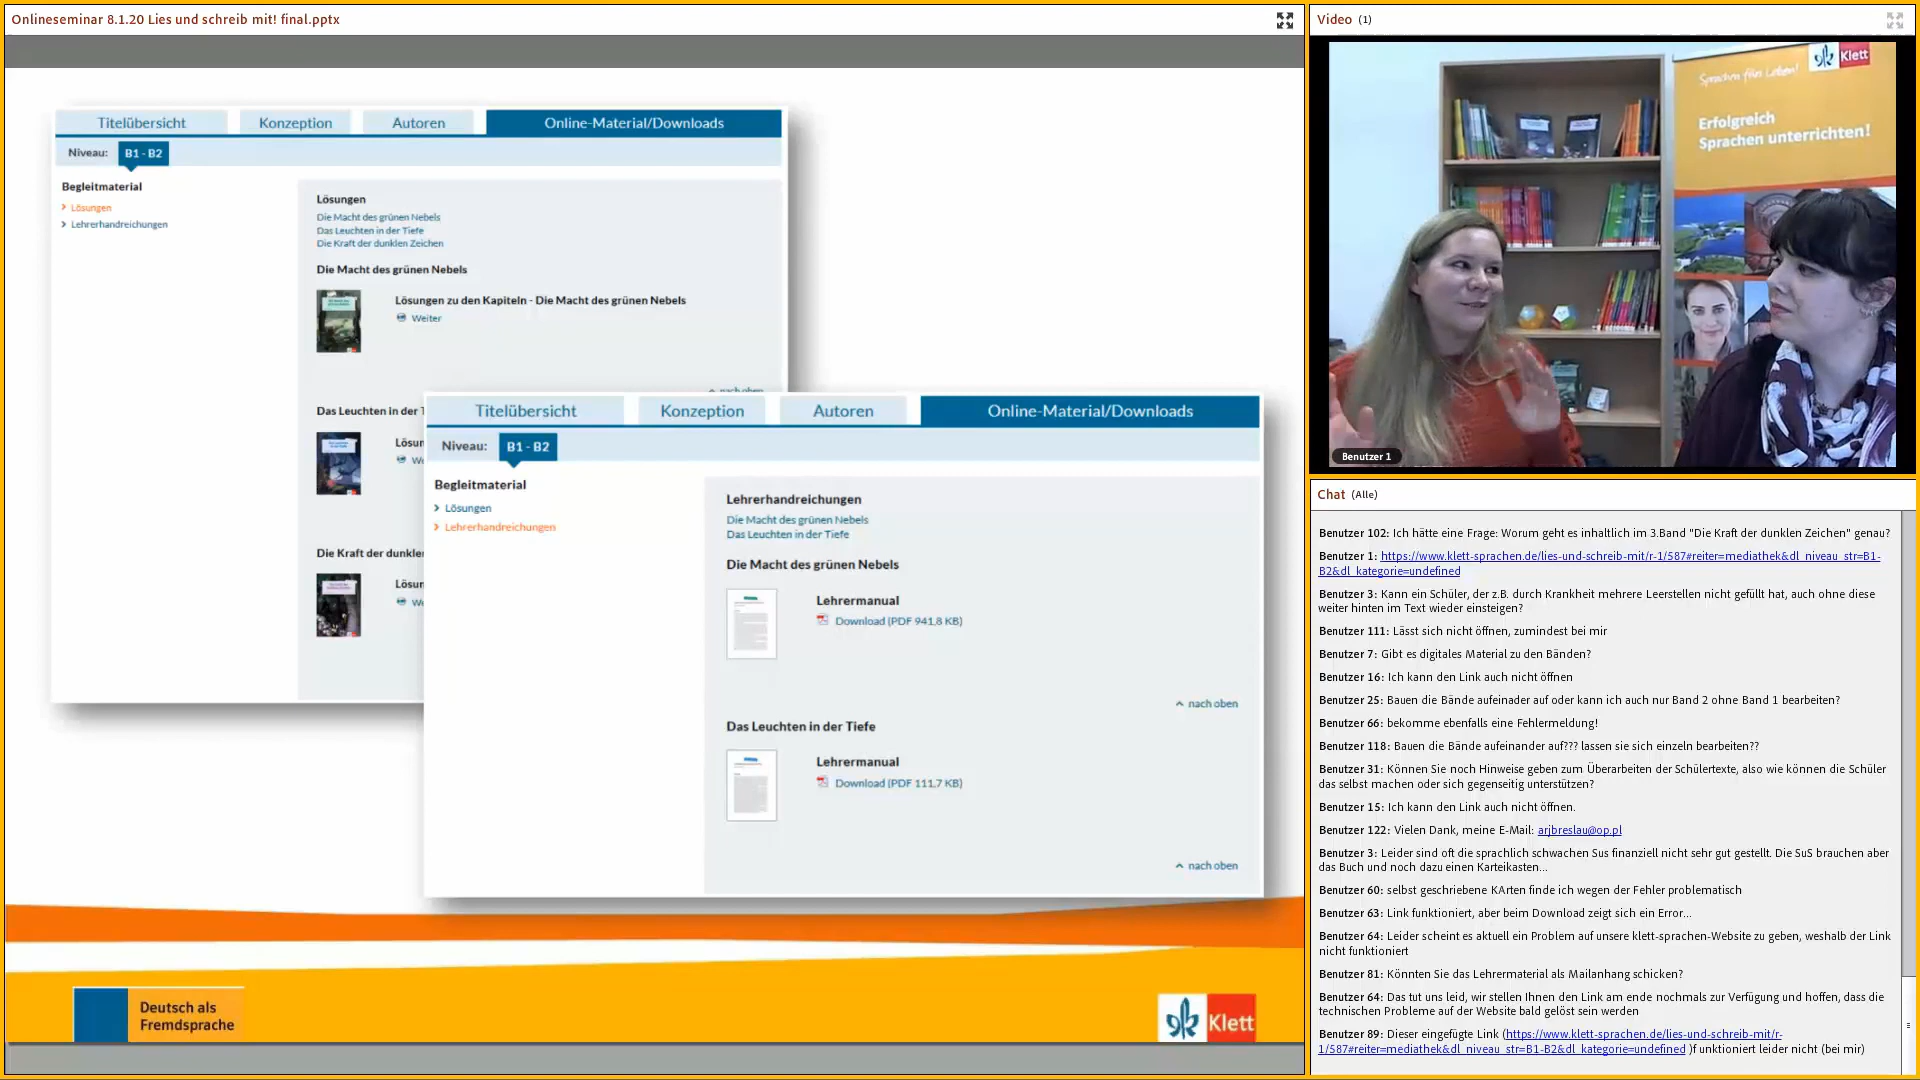 Onlineseminar 8.1.20 Lies und schreib mit! final.pptx
Titelübersicht
Konzeption
Autoren
Online-Material/Downloads
Niveau:
B1 - B2
Begleitmaterial
Lösungen
Lehrerhandreichungen
Lösungen
Die Macht des grünen Nebels
Das Leuchten in der Tiefe
Die Kraft der dunklen Zeichen
Die Macht des grünen Nebels
Lösungen zu den Kapiteln - Die Macht des grünen Nebels
Weiter
nach oben
Das Leuchten in der T
Lösun
We
Die Kraft der dunkle
Lösun
We
Titelübersicht
Konzeption
Autoren
Online-Material/Downloads
Niveau:
B1 - B2
Begleitmaterial
Lösungen
Lehrerhandreichungen
Lehrerhandreichungen
Die Macht des grünen Nebels
Das Leuchten in der Tiefe
Die Macht des grünen Nebels
Lehrermanual
Download (PDF 941,8 KB)
nach oben
Das Leuchten in der Tiefe
Lehrermanual
Download (PDF 111,7 KB)
nach oben
Deutsch als
Fremdsprache
Klett
Video (1)
Klett
Sprachen fürs Leben!
Erfolgreich
Sprachen unterrichten!
Benutzer 1
Chat (Alle)
Benutzer 102: Ich hätte eine Frage: Worum geht es inhaltlich im 3.Band "Die Kraft der dunklen Zeichen" genau?
Benutzer 1: https://www.klett-sprachen.de/lies-und-schreib-mit/r-1/587#reiter=mediathek&dl_niveau_str=B1-
B2&dl_kategorie=undefined
Benutzer 3: Kann ein Schüler, der z.B. durch Krankheit mehrere Leerstellen nicht gefüllt hat, auch ohne diese
weiter hinten im Text wieder einsteigen?
Benutzer 111: Lässt sich nicht öffnen, zumindest bei mir
Benutzer 7: Gibt es digitales Material zu den Bänden?
Benutzer 16: Ich kann den Link auch nicht öffnen
Benutzer 25: Bauen die Bände aufeinader auf oder kann ich auch nur Band 2 ohne Band 1 bearbeiten?
Benutzer 66: bekomme ebenfalls eine Fehlermeldung!
Benutzer 118: Bauen die Bände aufeinander auf??? lassen sie sich einzeln bearbeiten??
Benutzer 31: Können Sie noch Hinweise geben zum Überarbeiten der Schülertexte, also wie können die Schüler
das selbst machen oder sich gegenseitig unterstützen?
Benutzer 15: Ich kann den Link auch nicht öffnen.
Benutzer 122: Vielen Dank, meine E-Mail: arjbreslau@op.pl
Benutzer 3: Leider sind oft die sprachlich schwachen Sus finanziell nicht sehr gut gestellt. Die SuS brauchen aber
das Buch und noch dazu einen Karteikasten...
Benutzer 60: selbst geschriebene KArten finde ich wegen der Fehler problematisch
Benutzer 63: Link funktioniert, aber beim Download zeigt sich ein Error...
Benutzer 64: Leider scheint es aktuell ein Problem auf unsere klett-sprachen-Website zu geben, weshalb der Link
nicht funktioniert
Benutzer 81: Könnten Sie das Lehrermaterial als Mailanhang schicken?
Benutzer 64: Das tut uns leid, wir stellen Ihnen den Link am ende nochmals zur Verfügung und hoffen, dass die
technischen Probleme auf der Website bald gelöst sein werden
Benutzer 89: Dieser eingefügte Link (https://www.klett-sprachen.de/lies-und-schreib-mit/r-
1/587#reiter=mediathek&dl_niveau_str=B1-B2&dl_kategorie=undefined )f unktioniert leider nicht (bei mir)